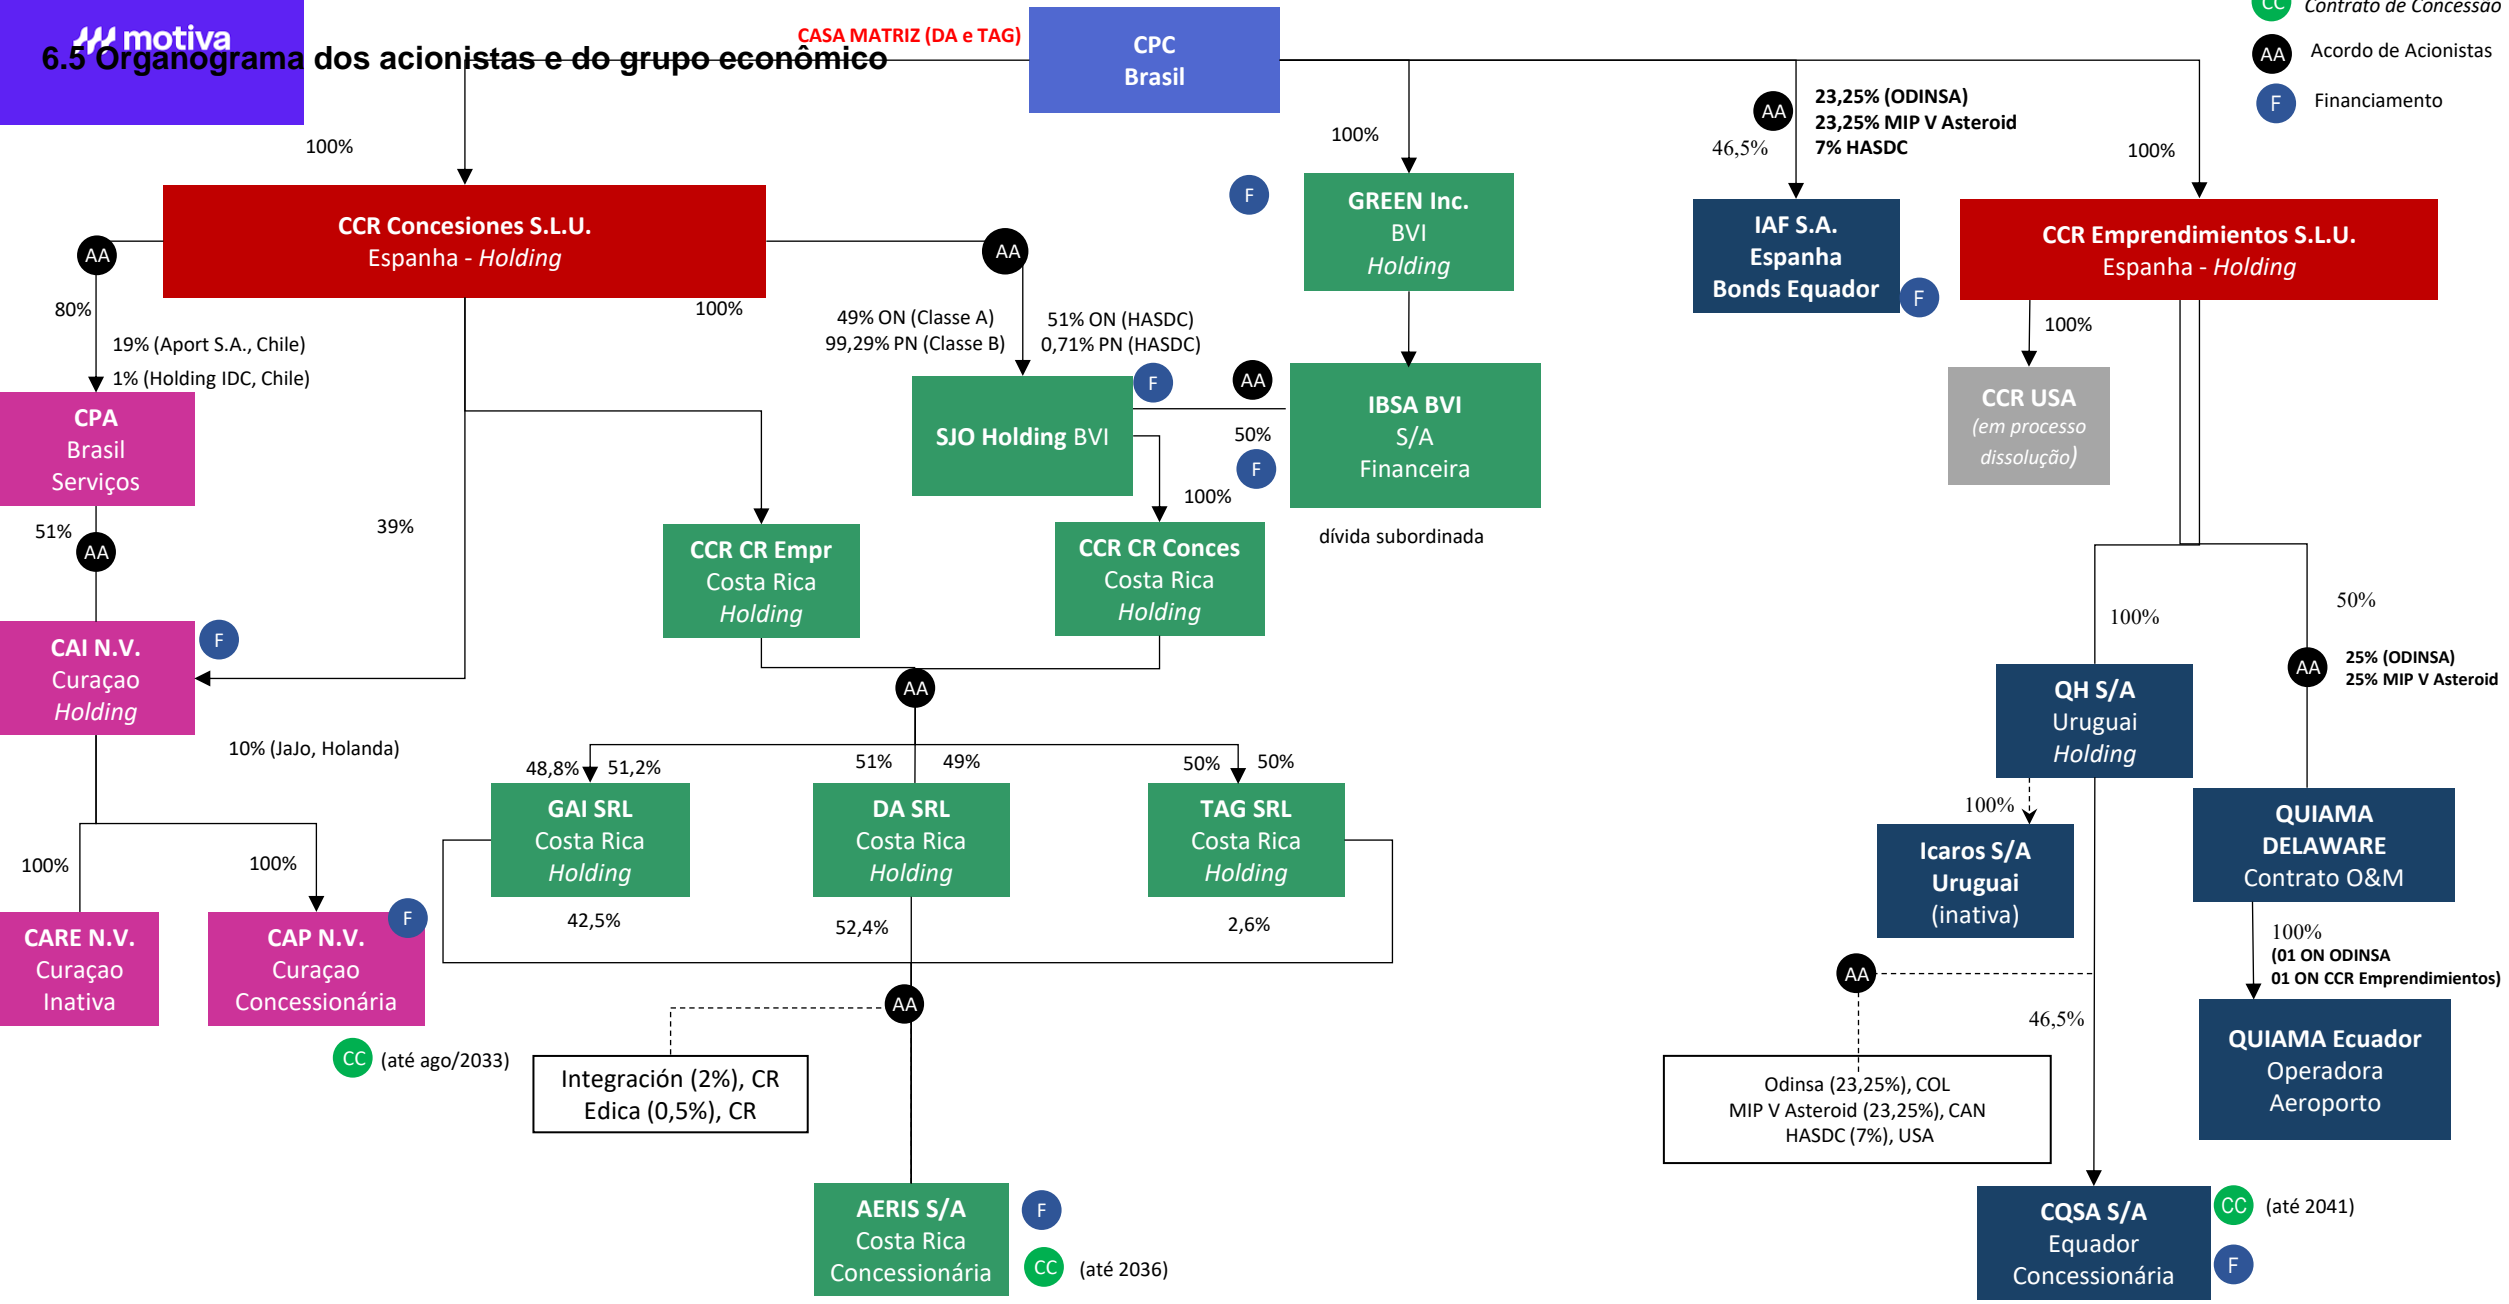 motiva
6.5 Organograma dos acionistas e do grupo econômico
CASA MATRIZ (DA e TAG)
CPC
Brasil
CC
Contrato de Concessão
AA
Acordo de Acionistas
F
Financiamento
100%
100%
AA
46,5%
23,25% (ODINSA)
23,25% MIP V Asteroid
7% HASDC
100%
CCR Concesiones S.L.U.
Espanha - Holding
F
GREEN Inc.
BVI
Holding
IAF S.A.
Espanha
Bonds Equador
F
CCR Emprendimientos S.L.U.
Espanha - Holding
AA
80%
19% (Aport S.A., Chile)
1% (Holding IDC, Chile)
100%
AA
49% ON (Classe A)
99,29% PN (Classe B)
51% ON (HASDC)
0,71% PN (HASDC)
100%
CCR USA
(em processo
dissolução)
CPA
Brasil
Serviços
SJO Holding BVI
F
AA
50%
F
IBSA BVI
S/A
Financeira
dívida subordinada
51%
AA
39%
100%
CCR CR Empr
Costa Rica
Holding
CCR CR Conces
Costa Rica
Holding
100%
50%
AA
25% (ODINSA)
25% MIP V Asteroid
CAI N.V.
Curaçao
Holding
F
10% (JaJo, Holanda)
AA
QH S/A
Uruguai
Holding
48,8%
51,2%
51%
49%
50%
50%
GAI SRL
Costa Rica
Holding
DA SRL
Costa Rica
Holding
TAG SRL
Costa Rica
Holding
100%
Icaros S/A
Uruguai
(inativa)
QUIAMA
DELAWARE
Contrato O&M
100%
100%
42,5%
52,4%
2,6%
CARE N.V.
Curaçao
Inativa
CAP N.V.
Curaçao
Concessionária
F
100%
(01 ON ODINSA
01 ON CCR Emprendimientos)
AA
AA
46,5%
CC
(até ago/2033)
Integración (2%), CR
Edica (0,5%), CR
Odinsa (23,25%), COL
MIP V Asteroid (23,25%), CAN
HASDC (7%), USA
QUIAMA Ecuador
Operadora
Aeroporto
AERIS S/A
Costa Rica
Concessionária
F
CC
(até 2036)
CQSA S/A
Equador
Concessionária
CC
(até 2041)
F